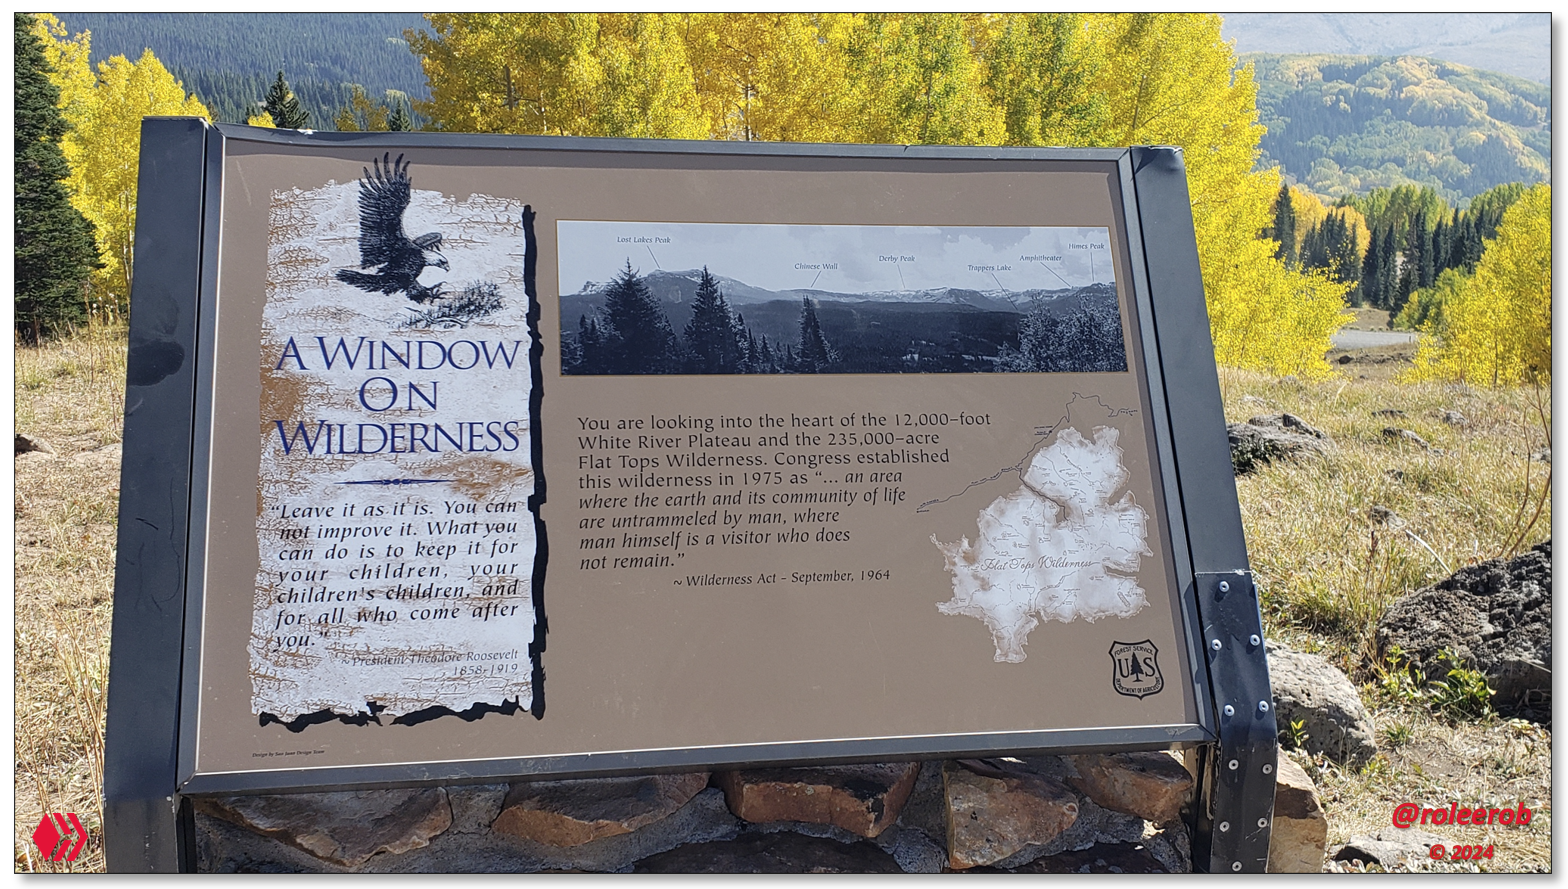 A WINDOW
ON
WILDERNESS
"Leave it as it is. You can
not improve it. What you
can do is to keep it for
your children, your
children's children, and
for all who come after
you."
~ President Theodore Roosevelt
1858-1919
Lost Lakes Peak
Chinese Wall
Derby Peak
Trappers Lake
Amphitheater
Himes Peak
You are looking into the heart of the 12,000-foot
White River Plateau and the 235,000-acre
Flat Tops Wilderness. Congress established
this wilderness in 1975 as "... an area
where the earth and its community of life
are untrammeled by man, where
man himself is a visitor who does
not remain."
~ Wilderness Act - September, 1964
Flat Tops Wilderness
FOREST SERVICE
US
DEPARTMENT OF AGRICULTURE
@roleerob
© 2024